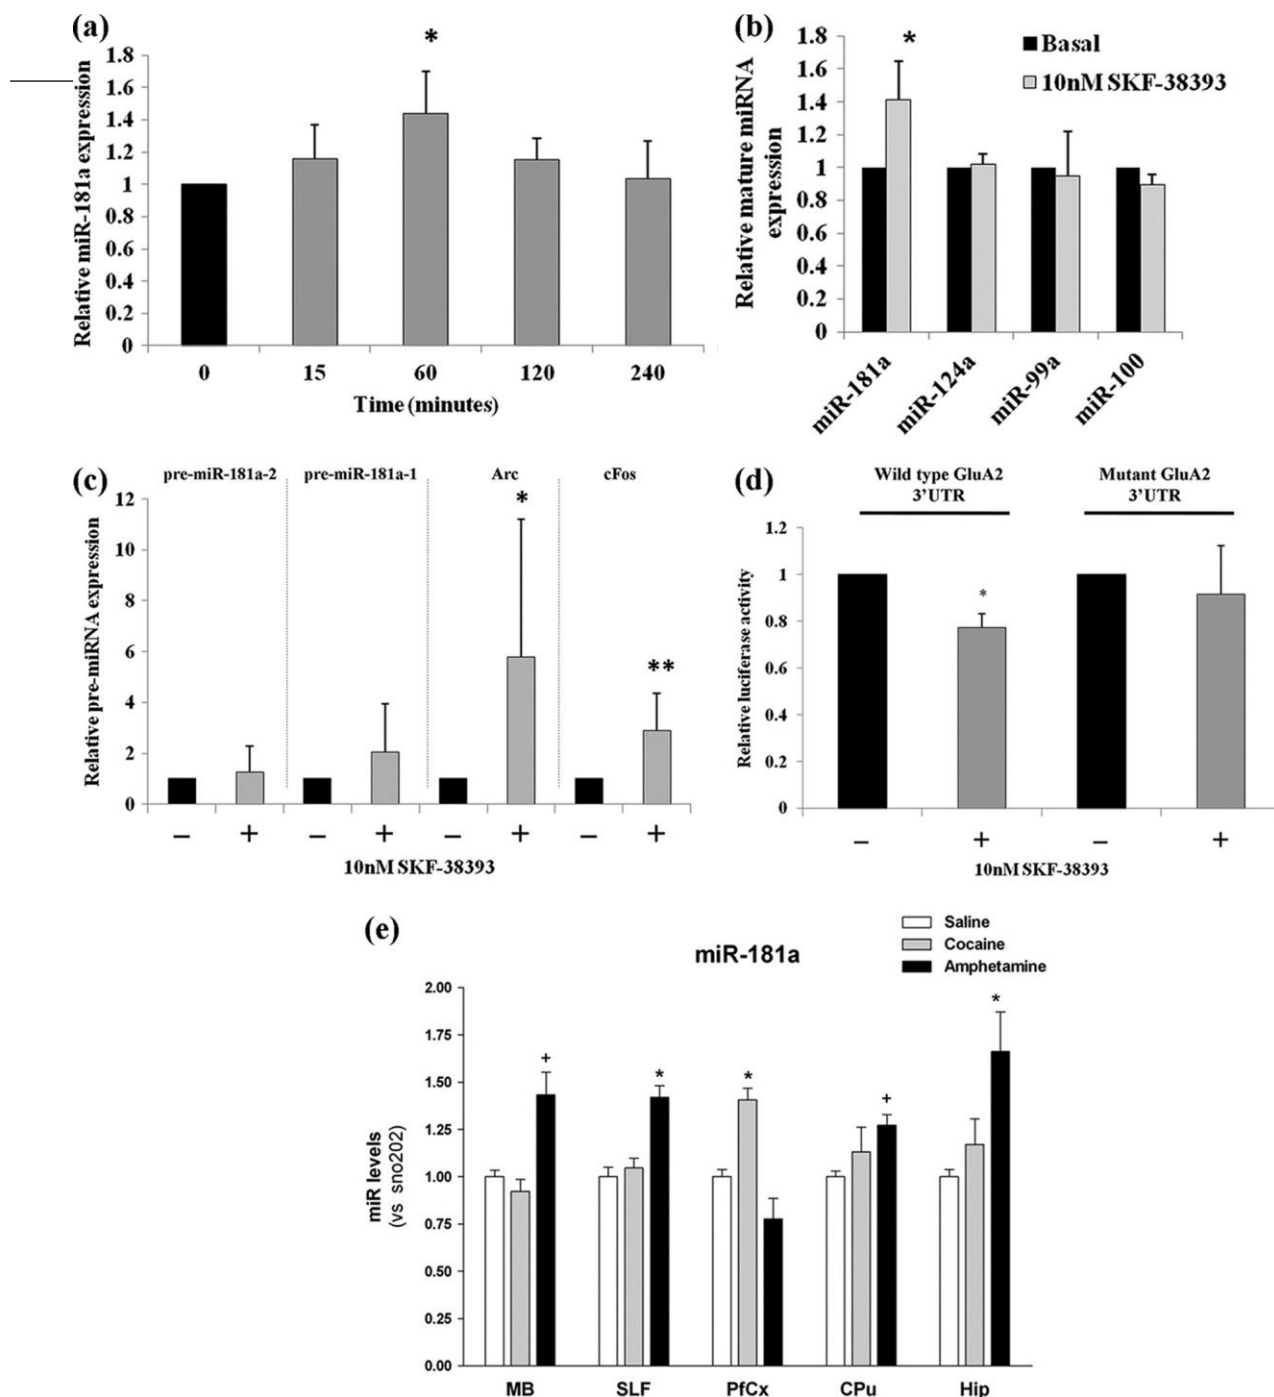 (a)
*
Relative miR-181a expression
1.8
1.6
1.4
1.2
1
0.8
0.6
0.4
0.2
0
0 15 60 120 240
Time (minutes)
(b)
*
Basal
10nM SKF-38393
Relative mature miRNA
expression
1.8
1.6
1.4
1.2
1
0.8
0.6
0.4
0.2
0
miR-181a miR-124a miR-99a miR-100
(c)
pre-miR-181a-2 pre-miR-181a-1 Arc cFos
*
**
Relative pre-miRNA expression
12
10
8
6
4
2
0
– + – + – + – +
10nM SKF-38393
(d)
Wild type GluA2
3'UTR
Mutant GluA2
3'UTR
*
Relative luciferase activity
1.2
1
0.8
0.6
0.4
0.2
0
– + – +
10nM SKF-38393
(e)
miR-181a
Saline
Cocaine
Amphetamine
+ * * + *
miR levels
(vs sno202)
2.00
1.75
1.50
1.25
1.00
0.75
0.50
0.25
0.00
MB SLF PfCx CPu Hip